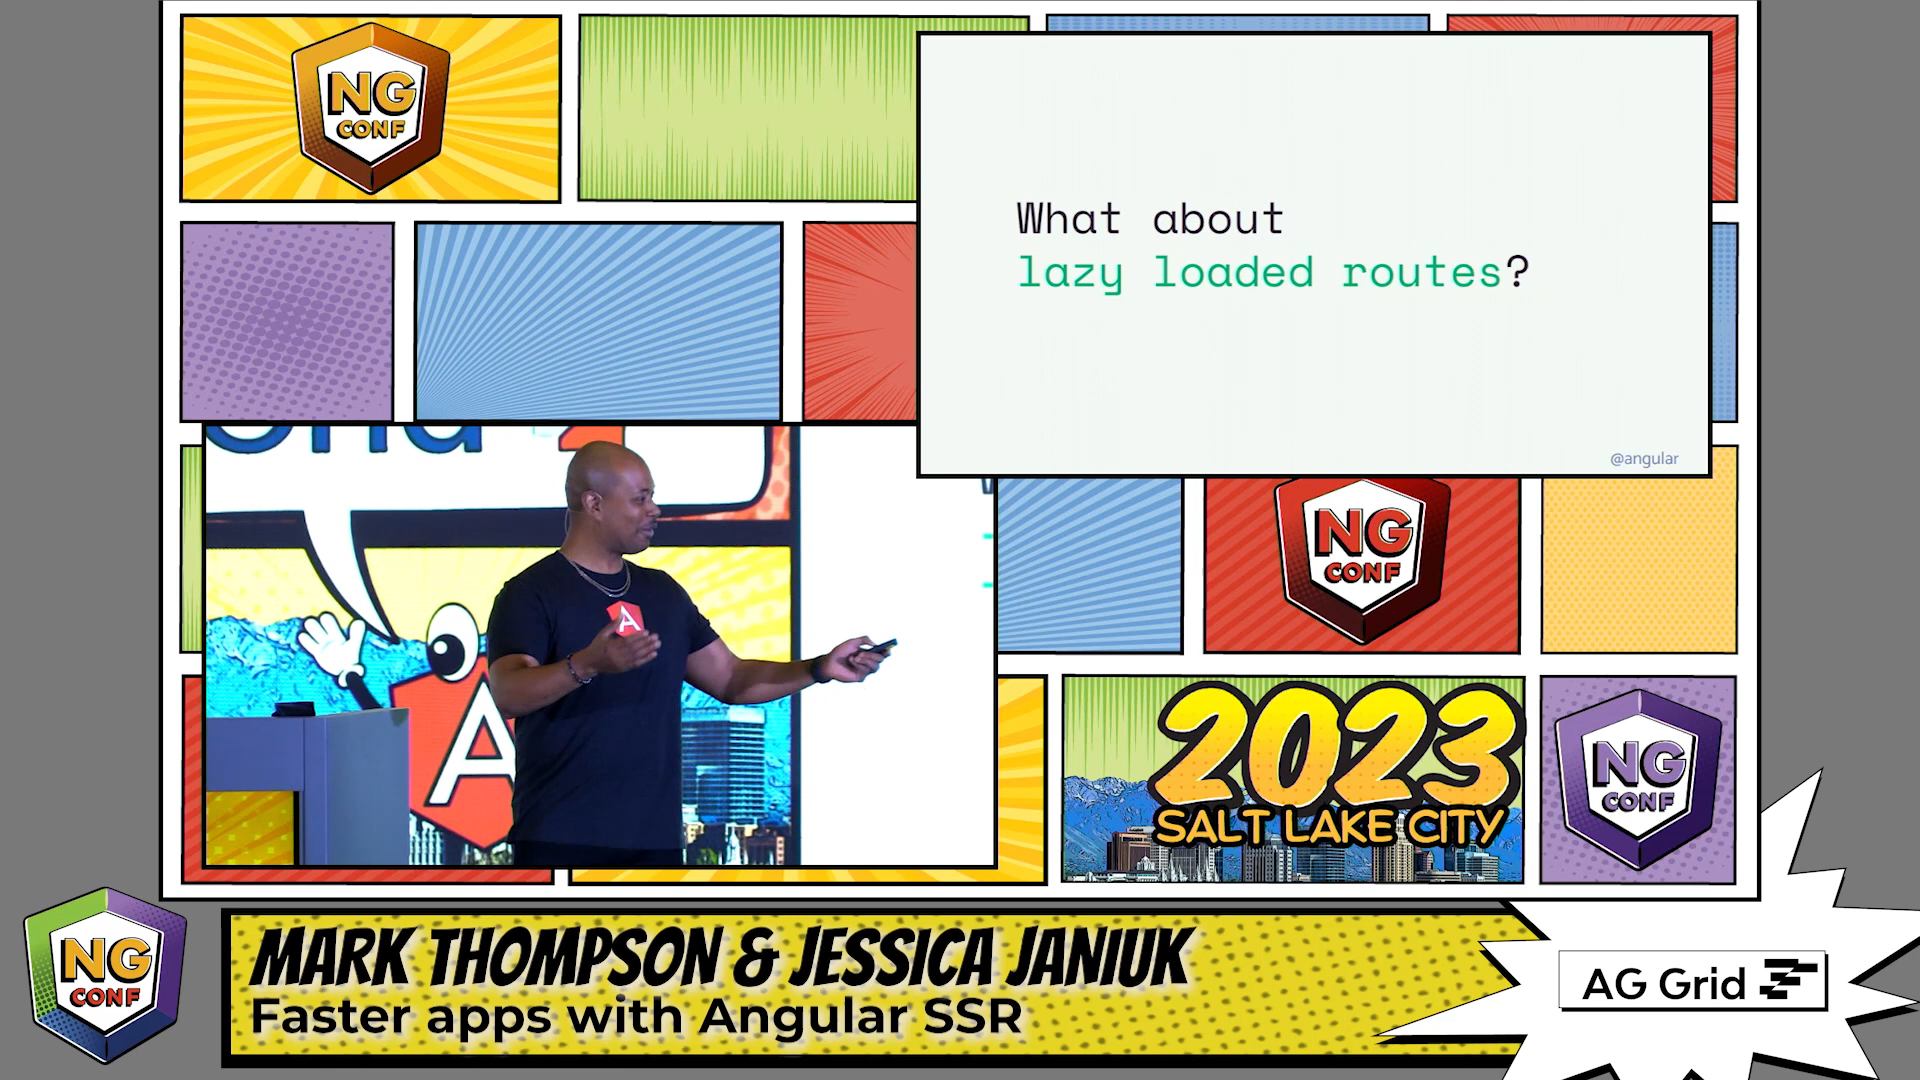 NG
CONF
What about
lazy loaded routes?
@angular
A
A
NG
CONF
2023
SALT LAKE CITY
NG
CONF
NG
CONF
MARK THOMPSON & JESSICA JANIUK
Faster apps with Angular SSR
AG Grid